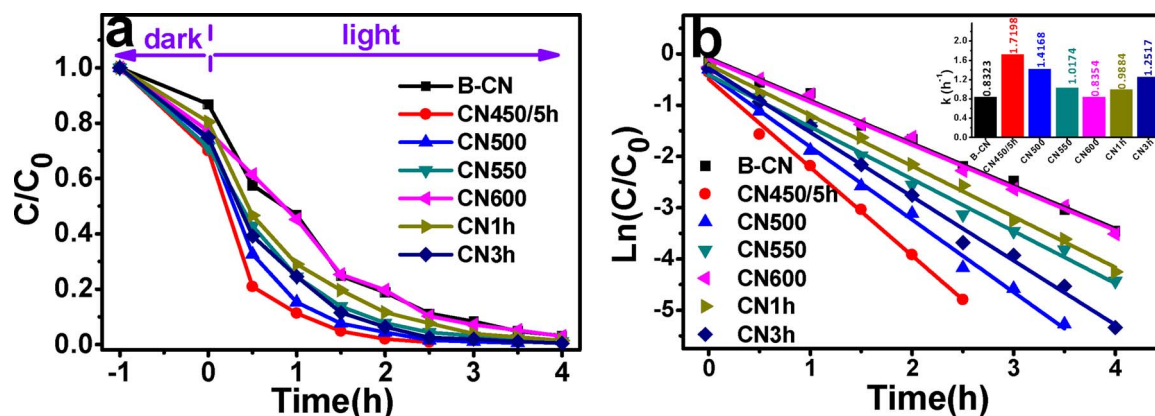 a
dark
light
C/C0
1.0
0.8
0.6
0.4
0.2
0.0
-1
0
1
2
3
4
Time(h)
B-CN
CN450/5h
CN500
CN550
CN600
CN1h
CN3h
b
Ln(C/C0)
0
-1
-2
-3
-4
-5
0
1
2
3
4
Time(h)
B-CN
CN450/5h
CN500
CN550
CN600
CN1h
CN3h
k (h-1)
2.0
1.6
1.2
0.8
0.4
0.0
0.8323
1.7198
1.4168
1.0174
0.8354
0.9884
1.2517
B-CN
CN450/5h
CN500
CN550
CN600
CN1h
CN3h